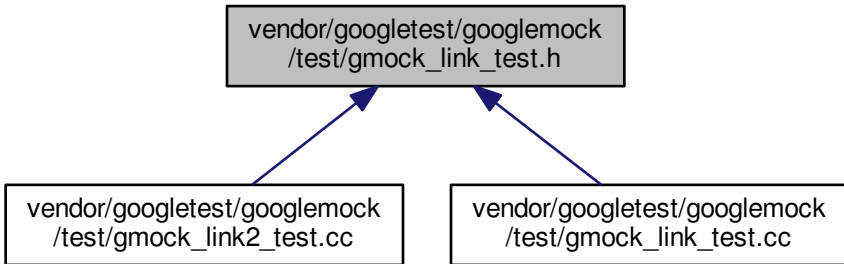 vendor/googletest/googlemock
/test/gmock_link_test.h
vendor/googletest/googlemock
/test/gmock_link2_test.cc
vendor/googletest/googlemock
/test/gmock_link_test.cc